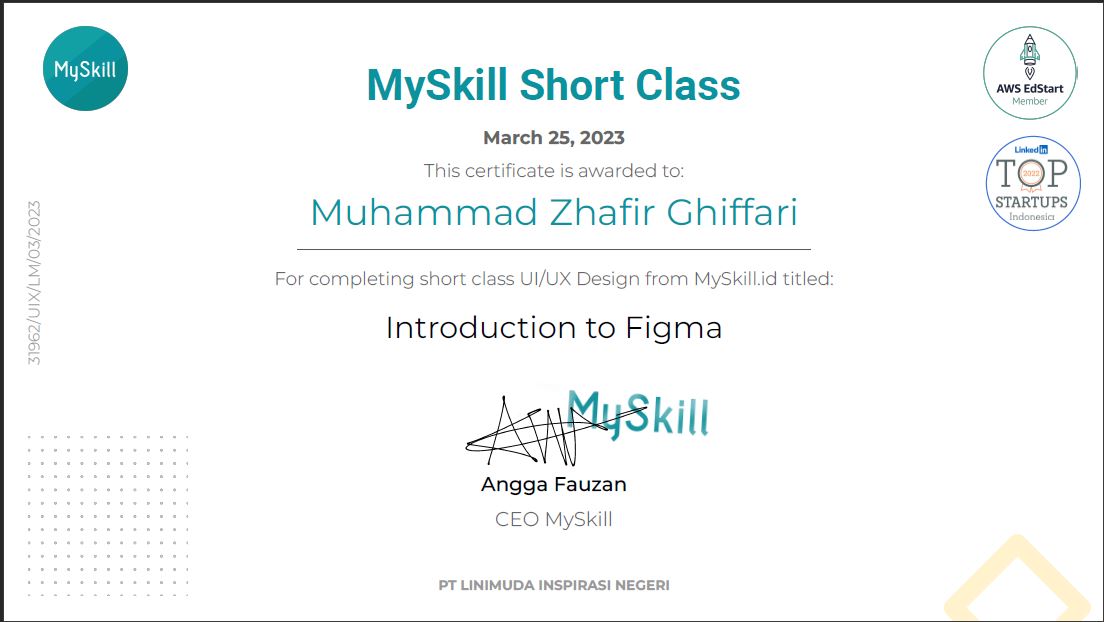 MySkill
MySkill Short Class
March 25, 2023
This certificate is awarded to:
Muhammad Zhafir Ghiffari
For completing short class UI/UX Design from MySkill.id titled:
Introduction to Figma
MySkill
Angga Fauzan
CEO MySkill
PT LINIMUDA INSPIRASI NEGERI
31962/UIX/LM/03/2023
AWS EdStart
Member
Linkedin
TOP
2022
STARTUPS
Indonesia